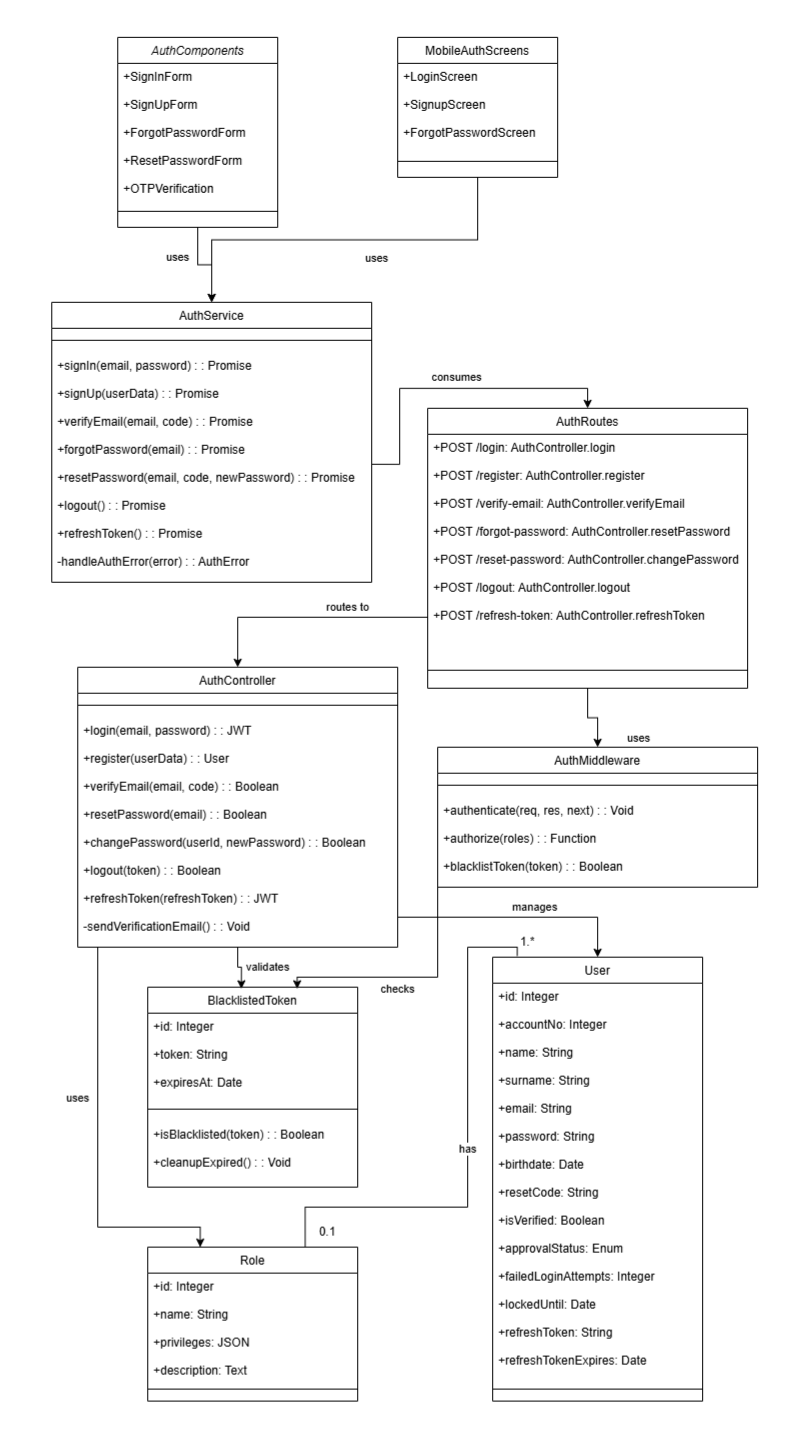 AuthComponents
+SignInForm
+SignUpForm
+ForgotPasswordForm
+ResetPasswordForm
+OTPVerification
MobileAuthScreens
+LoginScreen
+SignupScreen
+ForgotPasswordScreen
uses
uses
AuthService
+signIn(email, password) : : Promise
+signUp(userData) : : Promise
+verifyEmail(email, code) : : Promise
+forgotPassword(email) : : Promise
+resetPassword(email, code, newPassword) : : Promise
+logout() : : Promise
+refreshToken() : : Promise
-handleAuthError(error) : : AuthError
consumes
AuthRoutes
+POST /login: AuthController.login
+POST /register: AuthController.register
+POST /verify-email: AuthController.verifyEmail
+POST /forgot-password: AuthController.resetPassword
+POST /reset-password: AuthController.changePassword
+POST /logout: AuthController.logout
+POST /refresh-token: AuthController.refreshToken
routes to
AuthController
+login(email, password) : : JWT
+register(userData) : : User
+verifyEmail(email, code) : : Boolean
+resetPassword(email) : : Boolean
+changePassword(userId, newPassword) : : Boolean
+logout(token) : : Boolean
+refreshToken(refreshToken) : : JWT
-sendVerificationEmail() : : Void
uses
AuthMiddleware
+authenticate(req, res, next) : : Void
+authorize(roles) : : Function
+blacklistToken(token) : : Boolean
manages
validates
checks
1.*
BlacklistedToken
+id: Integer
+token: String
+expiresAt: Date
+isBlacklisted(token) : : Boolean
+cleanupExpired() : : Void
User
+id: Integer
+accountNo: Integer
+name: String
+surname: String
+email: String
+password: String
+birthdate: Date
+resetCode: String
+isVerified: Boolean
+approvalStatus: Enum
+failedLoginAttempts: Integer
+lockedUntil: Date
+refreshToken: String
+refreshTokenExpires: Date
uses
has
0.1
Role
+id: Integer
+name: String
+privileges: JSON
+description: Text